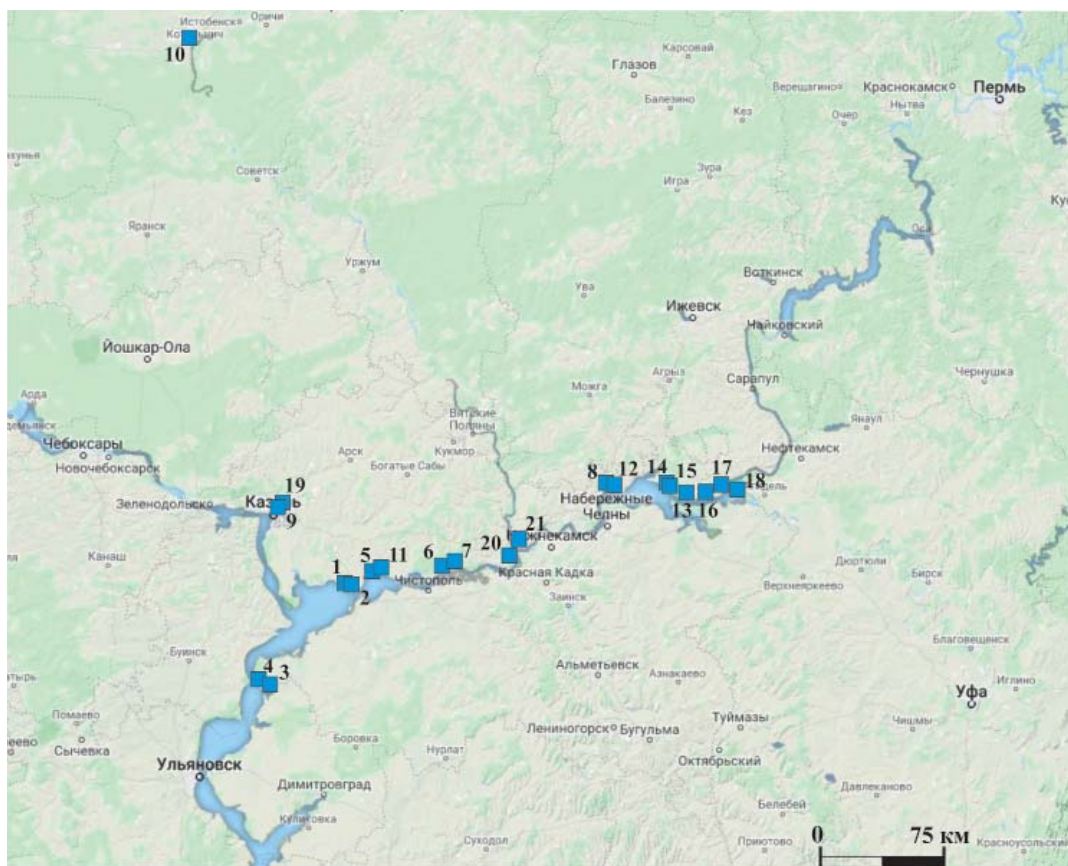 Истобенск
Оричи
10
Карсовай
Глазов
Балезино
Кез
Верещагино
Краснокамск
Пермь
Нытва
Очер
Советск
Зура
Игра
Яранск
Уржум
Оса
Воткинск
Ува
Ижевск
Чайковский
Йошкар-Ола
Агрыз
Можга
Сарапул
Чернушка
Арда
Вятские
Поляны
Янаул
Чебоксары
Новочебоксарск
Арск
Кукмор
Богатые Сабы
Нефтекамск
8
12
14
15
17
18
13
16
19
Зеленодольск
9
Набережные
Челны
21
20
Канаш
1
5
11
6
7
2
Чистополь
Красная Кадка
Заинск
Дюртюли
Верхнеяркеево
Бирск
Благовещенск
Буинск
4
3
Альметьевск
Азнакаево
Иглино
Уфа
Помаево
Сычевка
Лениногорск
Бугульма
Туймазы
Чишмы
Боровка
Нурлат
Октябрьский
Ульяновск
Димитровград
Давлеканово
Куликовка
Белебей
Суходол
Приютово
0
75 км
Красноусольский